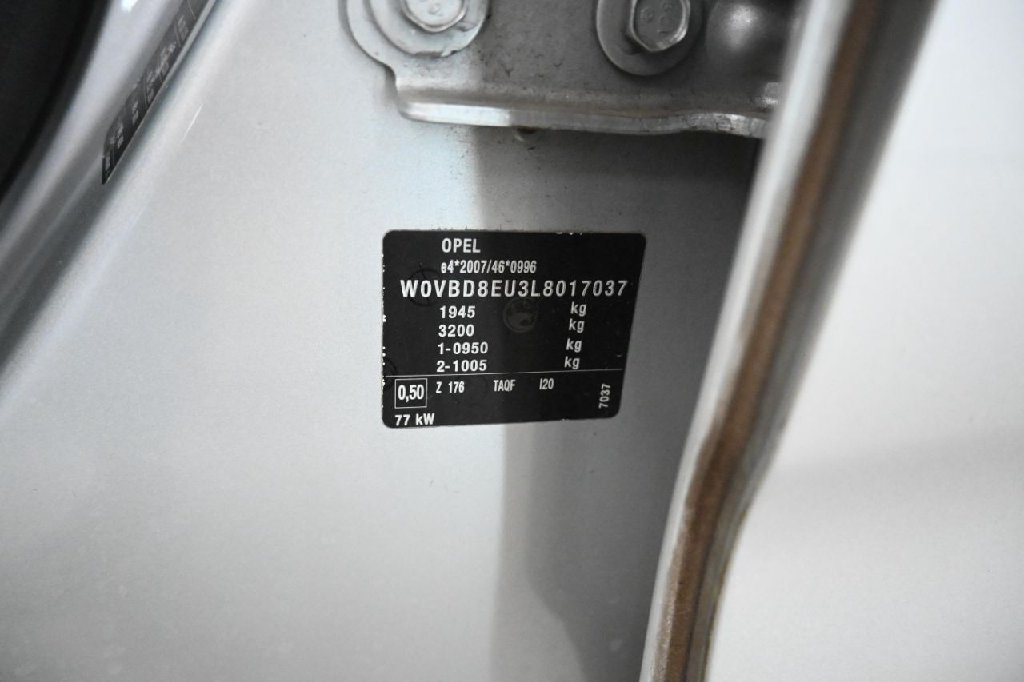 OPEL
e4*2007/46*0996
W0VBD8EU3L8017037
1945 kg
3200 kg
1-0950 kg
2-1005 kg
0,50 Z 176 TAQF I20
7037
77 kW